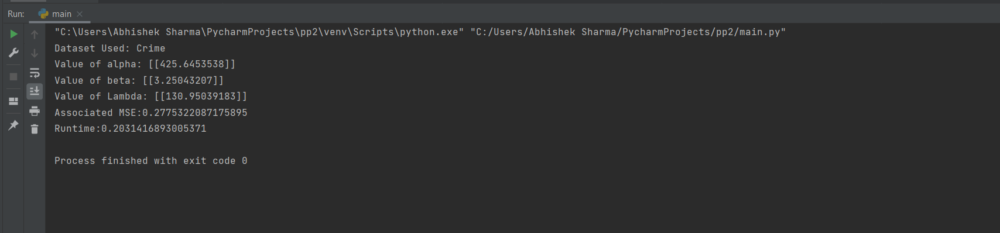 Run: main
"C:\Users\Abhishek Sharma\PycharmProjects\pp2\venv\Scripts\python.exe" "C:/Users/Abhishek Sharma/PycharmProjects/pp2/main.py"
Dataset Used: Crime
Value of alpha: [[425.6453538]]
Value of beta: [[3.25043207]]
Value of Lambda: [[130.95039183]]
Associated MSE:0.2775322087175895
Runtime:0.2031416893005371
Process finished with exit code 0